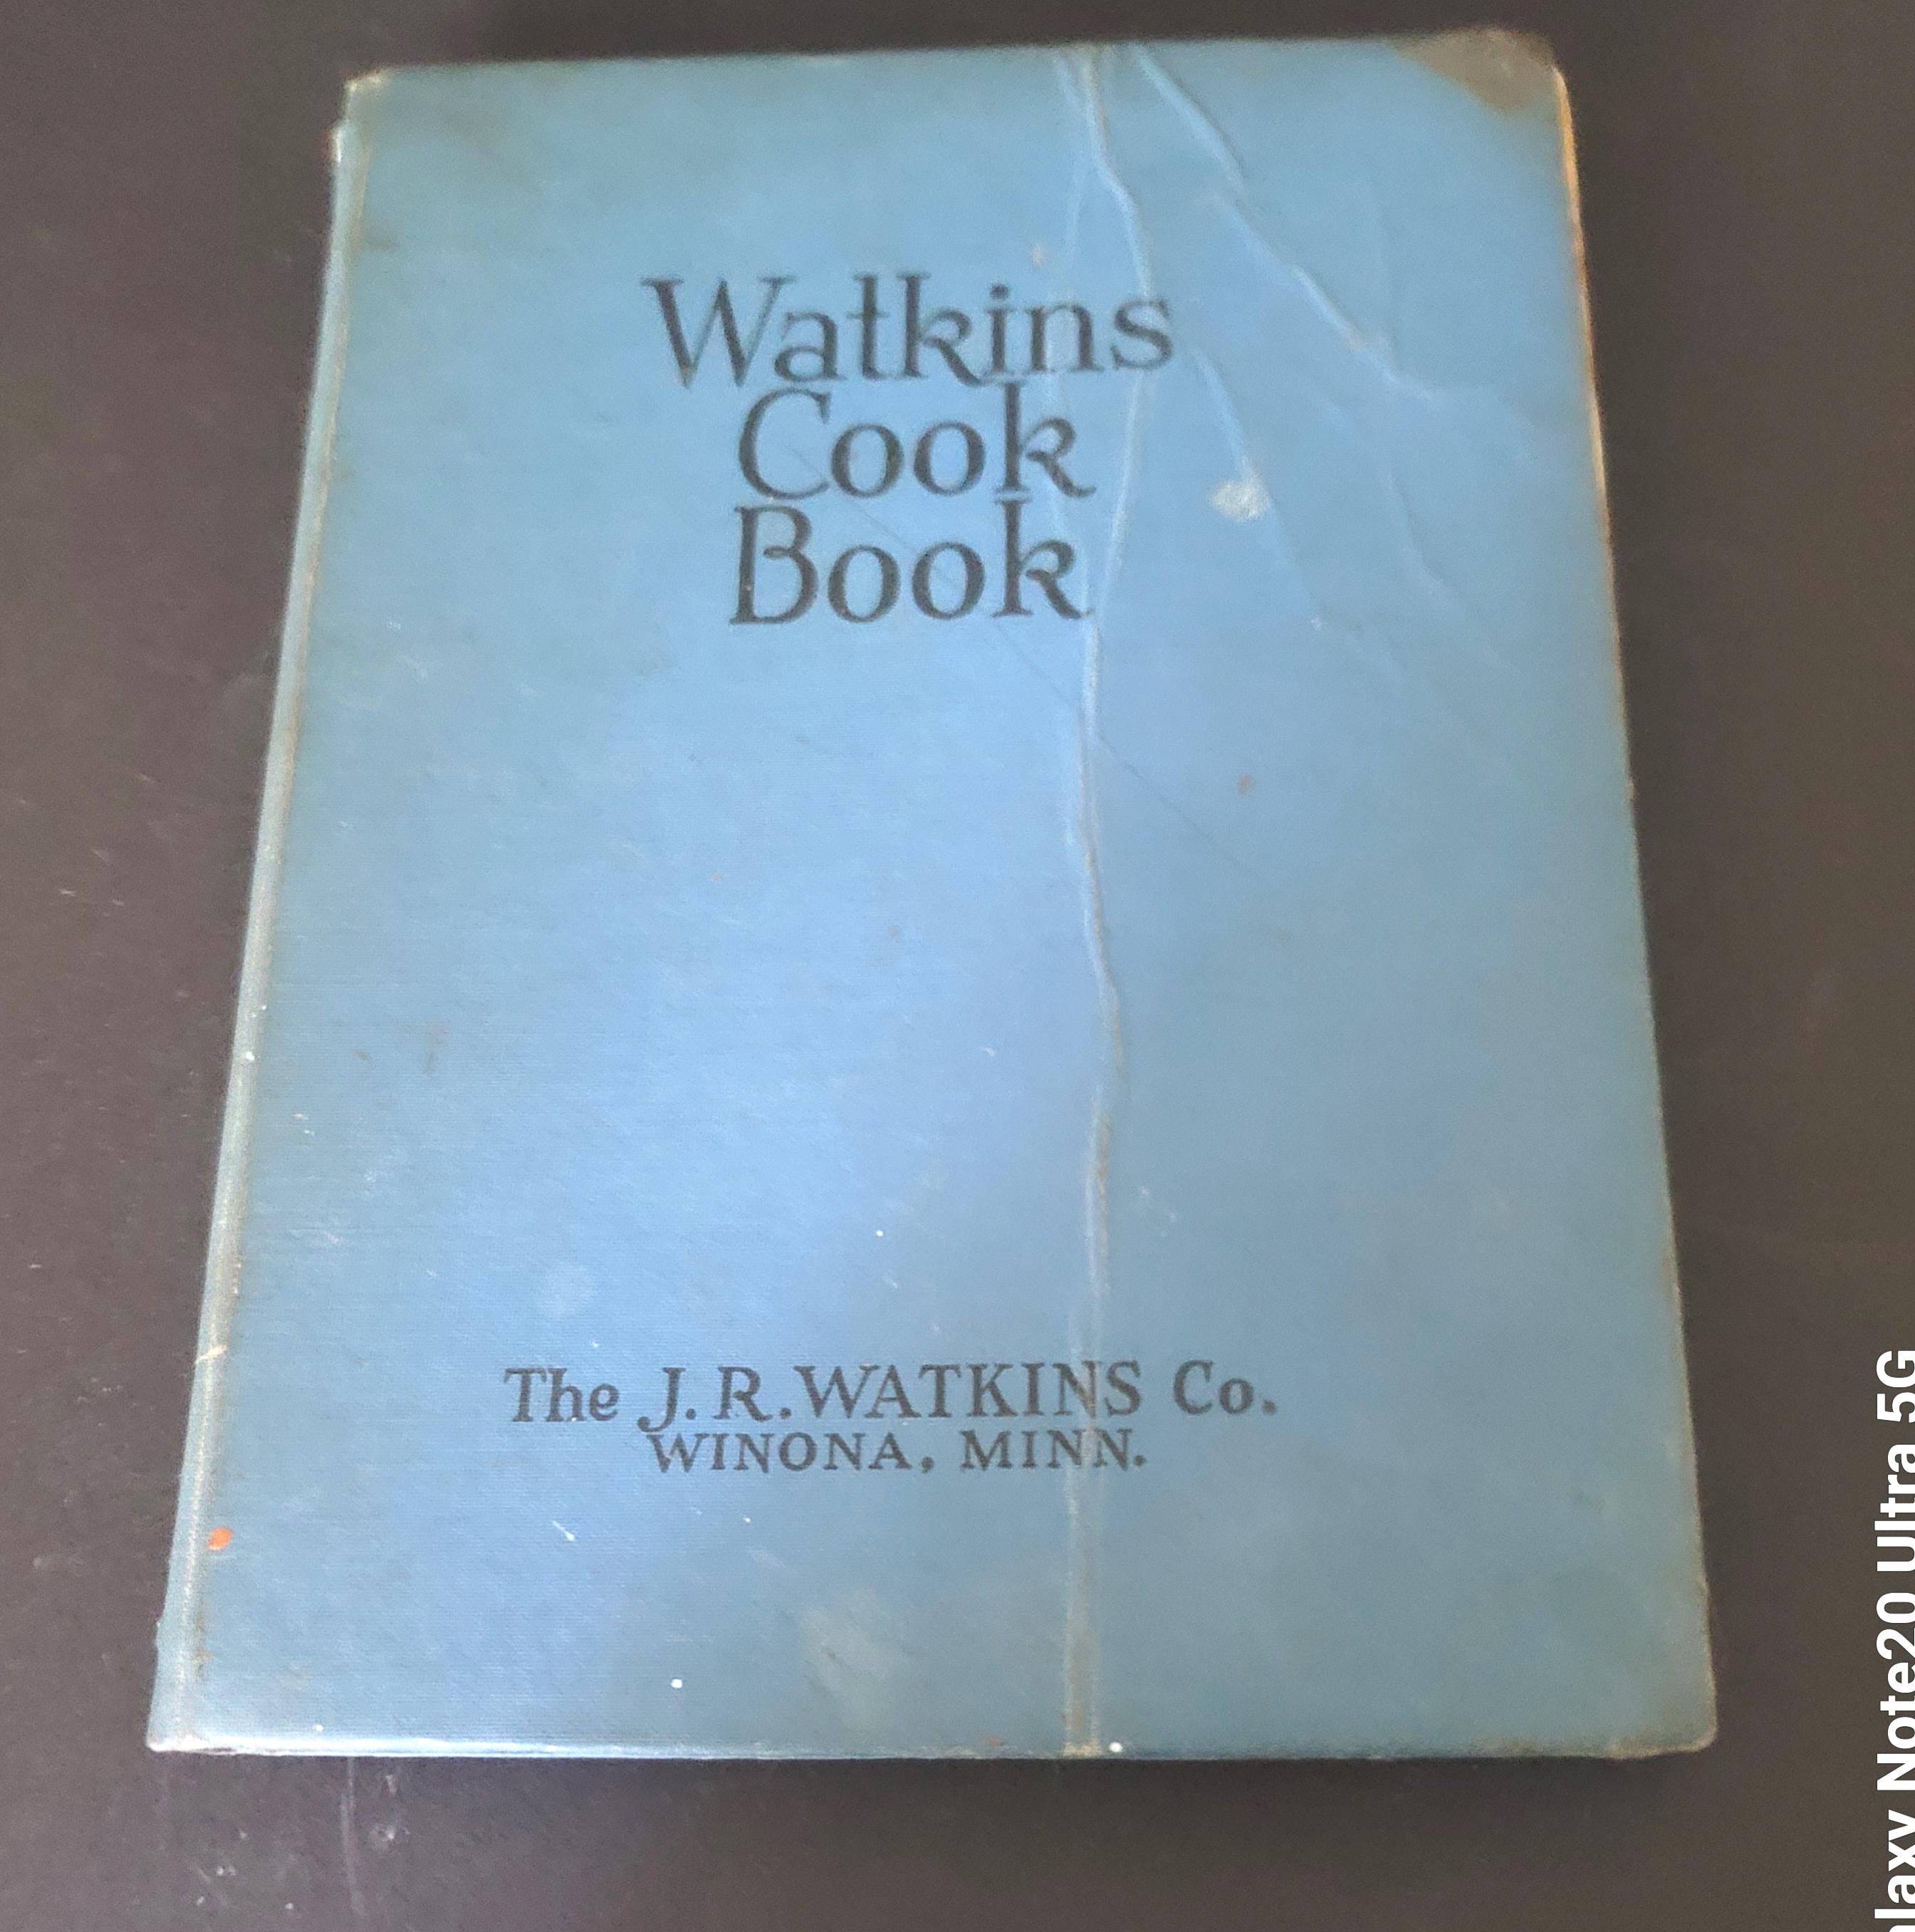 Watkins
Cook
Book
The J.R. WATKINS Co.
WINONA, MINN.
laxy Note20 Ultra 5G